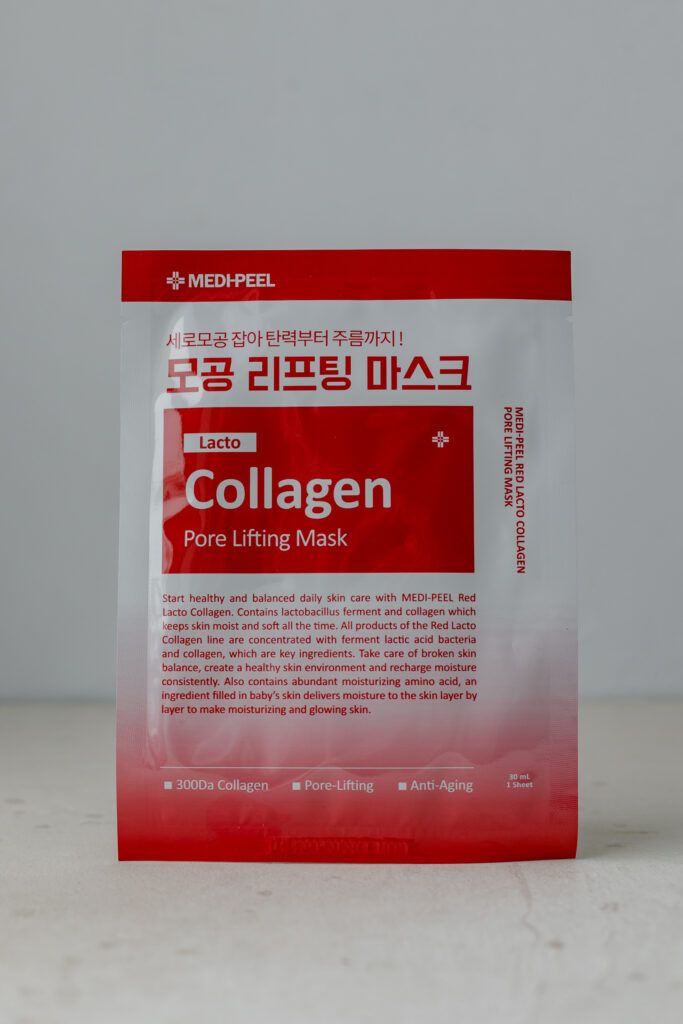 MEDI-PEEL
세로모공 잡아 탄력부터 주름까지!
모공 리프팅 마스크
Lacto
Collagen
Pore Lifting Mask
MEDI-PEEL RED LACTO COLLAGEN
PORE LIFTING MASK
Start healthy and balanced daily skin care with MEDI-PEEL Red
Lacto Collagen. Contains lactobacillus ferment and collagen which
keeps skin moist and soft all the time. All products of the Red Lacto
Collagen line are concentrated with ferment lactic acid bacteria
and collagen, which are key ingredients. Take care of broken skin
balance, create a healthy skin environment and recharge moisture
consistently. Also contains abundant moisturizing amino acid, an
ingredient filled in baby's skin delivers moisture to the skin layer by
layer to make moisturizing and glowing skin.
300Da Collagen
Pore-Lifting
Anti-Aging
30 mL
1 Sheet